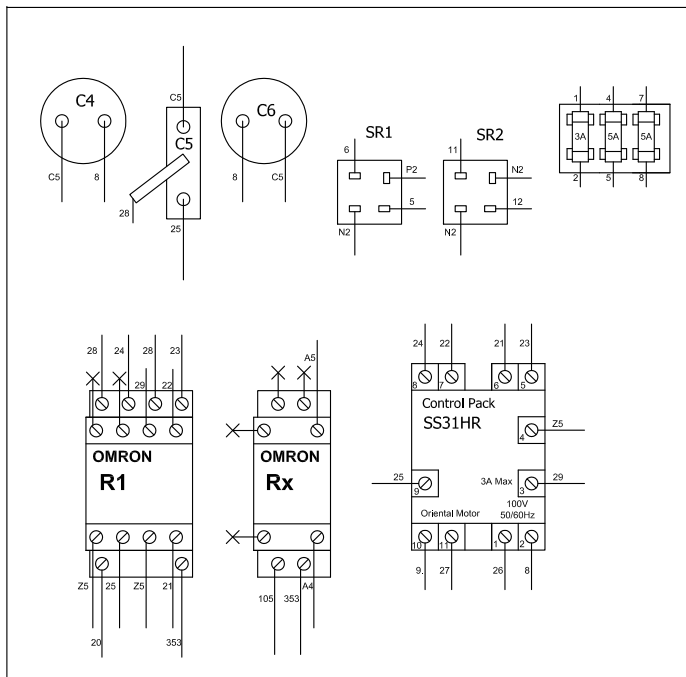 C4
C5
8
C5
C5
28
25
C6
8
C5
SR1
6
P2
5
N2
SR2
11
N2
12
N2
1 4 7
3A 5A 5A
2 5 8
28 24 28 23
29 22
OMRON
R1
Z5 25 Z5 21
20 353
A5
OMRON
Rx
105 353 A4
24 22 21 23
8 7 6 5
Control Pack
SS31HR
4 Z5
25 9
3A Max 3 29
100V
50/60Hz
Oriental Motor
10 11 1 2
9. 27 26 8